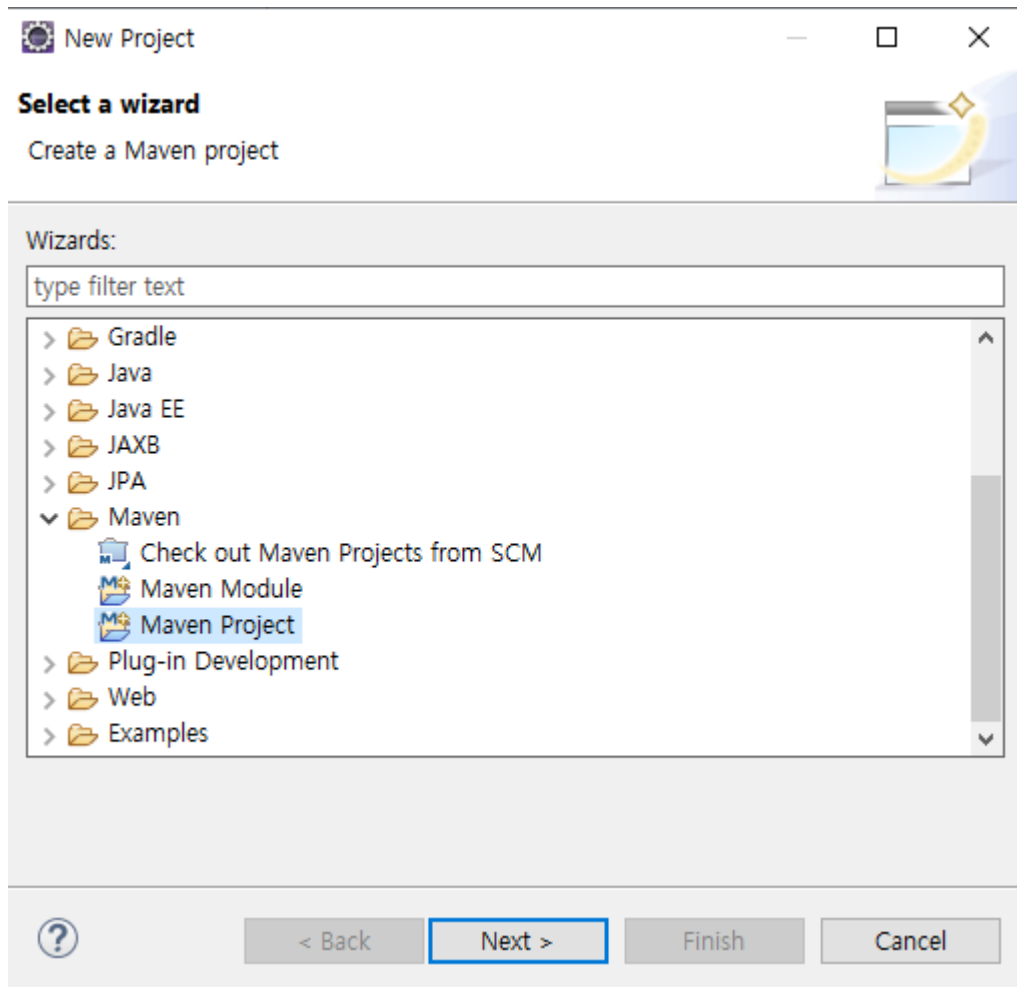 New Project
Select a wizard
Create a Maven project
Wizards:
type filter text
Gradle
Java
Java EE
JAXB
JPA
Maven
Check out Maven Projects from SCM
Maven Module
Maven Project
Plug-in Development
Web
Examples
< Back Next > Finish Cancel